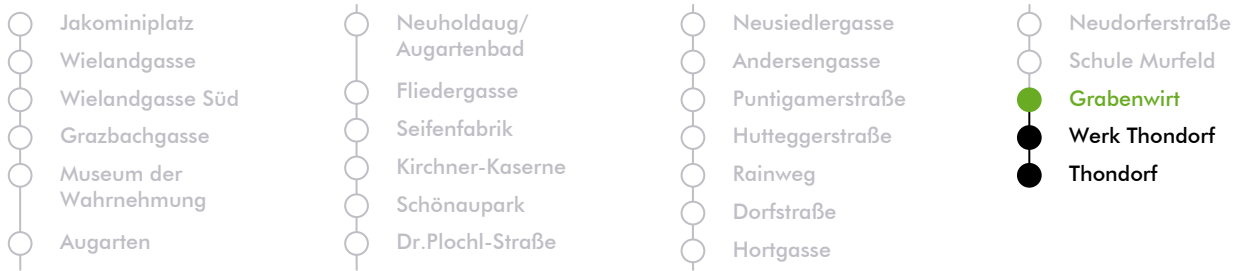 Jakominiplatz
Wielandgasse
Wielandgasse Süd
Grazbachgasse
Museum der
Wahrnehmung
Augarten
Neuholdaug/
Augartenbad
Fliedergasse
Seifenfabrik
Kirchner-Kaserne
Schönaupark
Dr.Plochl-Straße
Neusiedlergasse
Andersengasse
Puntigamerstraße
Hutteggerstraße
Rainweg
Dorfstraße
Hortgasse
Neudorferstraße
Schule Murfeld
Grabenwirt
Werk Thondorf
Thondorf